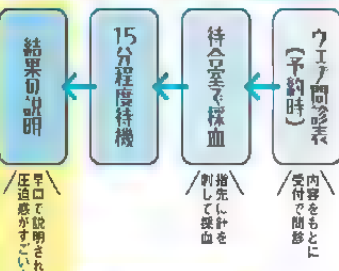 ウエブ問診表
(予約時)
内容をもとに
受付で問診
待合室で採血
指先に針を
刺して採血
15分程度待機
結果の説明
早口で説明され
圧迫感がすごい